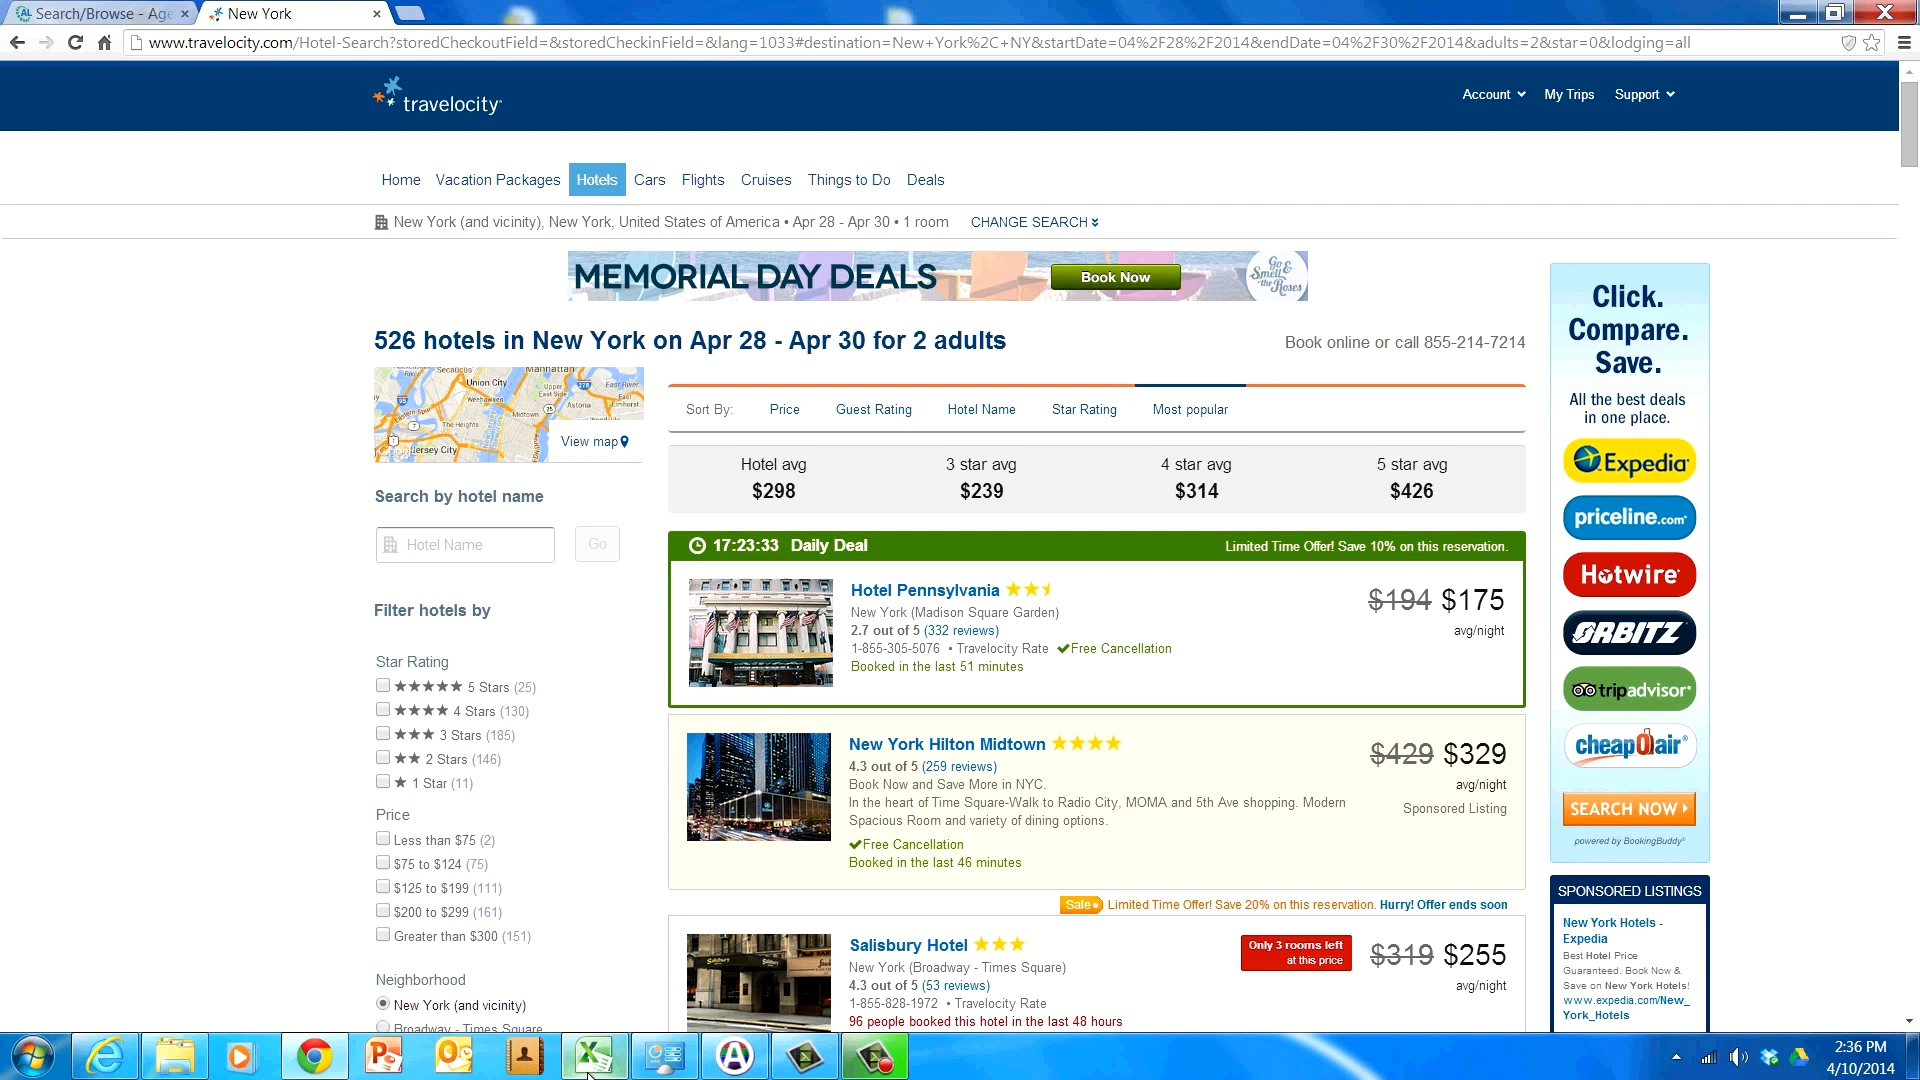 Search/Browse - Age
New York
www.travelocity.com/Hotel-Search?storedCheckoutField=&storedCheckinField=&lang=1033#destination=New+York%2C+NY&startDate=04%2F28%2F2014&endDate=04%2F30%2F2014&adults=2&star=0&lodging=all
travelocity
Account
My Trips
Support
Home
Vacation Packages
Hotels
Cars
Flights
Cruises
Things to Do
Deals
New York (and vicinity), New York, United States of America • Apr 28 - Apr 30 • 1 room
CHANGE SEARCH
MEMORIAL DAY DEALS
Book Now
Go &
Smell
the Roses
526 hotels in New York on Apr 28 - Apr 30 for 2 adults
Book online or call 855-214-7214
Secaucus
Manhattan
Union City
Weehawken
Upper
East Side
East River
Elmhurst
Astoria
Midtown
The Heights
Jersey City
View map
Sort By:
Price
Guest Rating
Hotel Name
Star Rating
Most popular
Hotel avg
$298
3 star avg
$239
4 star avg
$314
5 star avg
$426
Search by hotel name
Hotel Name
Go
Filter hotels by
Star Rating
5 Stars (25)
4 Stars (130)
3 Stars (185)
2 Stars (146)
1 Star (11)
Price
Less than $75 (2)
$75 to $124 (75)
$125 to $199 (111)
$200 to $299 (161)
Greater than $300 (151)
Neighborhood
New York (and vicinity)
Broadway - Times Square
17:23:33 Daily Deal
Limited Time Offer! Save 10% on this reservation.
Hotel Pennsylvania
New York (Madison Square Garden)
2.7 out of 5 (332 reviews)
1-855-305-5076 • Travelocity Rate Free Cancellation
Booked in the last 51 minutes
$194 $175
avg/night
New York Hilton Midtown
4.3 out of 5 (259 reviews)
Book Now and Save More in NYC.
In the heart of Time Square-Walk to Radio City, MOMA and 5th Ave shopping. Modern
Spacious Room and variety of dining options.
Free Cancellation
Booked in the last 46 minutes
$429 $329
avg/night
Sponsored Listing
Sale
Limited Time Offer! Save 20% on this reservation. Hurry! Offer ends soon
Salisbury Hotel
New York (Broadway - Times Square)
4.3 out of 5 (53 reviews)
1-855-828-1972 • Travelocity Rate
96 people booked this hotel in the last 48 hours
Only 3 rooms left
at this price
$319 $255
avg/night
Click.
Compare.
Save.
All the best deals
in one place.
Expedia
priceline.com
Hotwire
ORBITZ
tripadvisor
cheapOair
SEARCH NOW
powered by BookingBuddy
SPONSORED LISTINGS
New York Hotels -
Expedia
Best Hotel Price
Guaranteed. Book Now &
Save on New York Hotels!
www.expedia.com/New_
York_Hotels
2:36 PM
4/10/2014